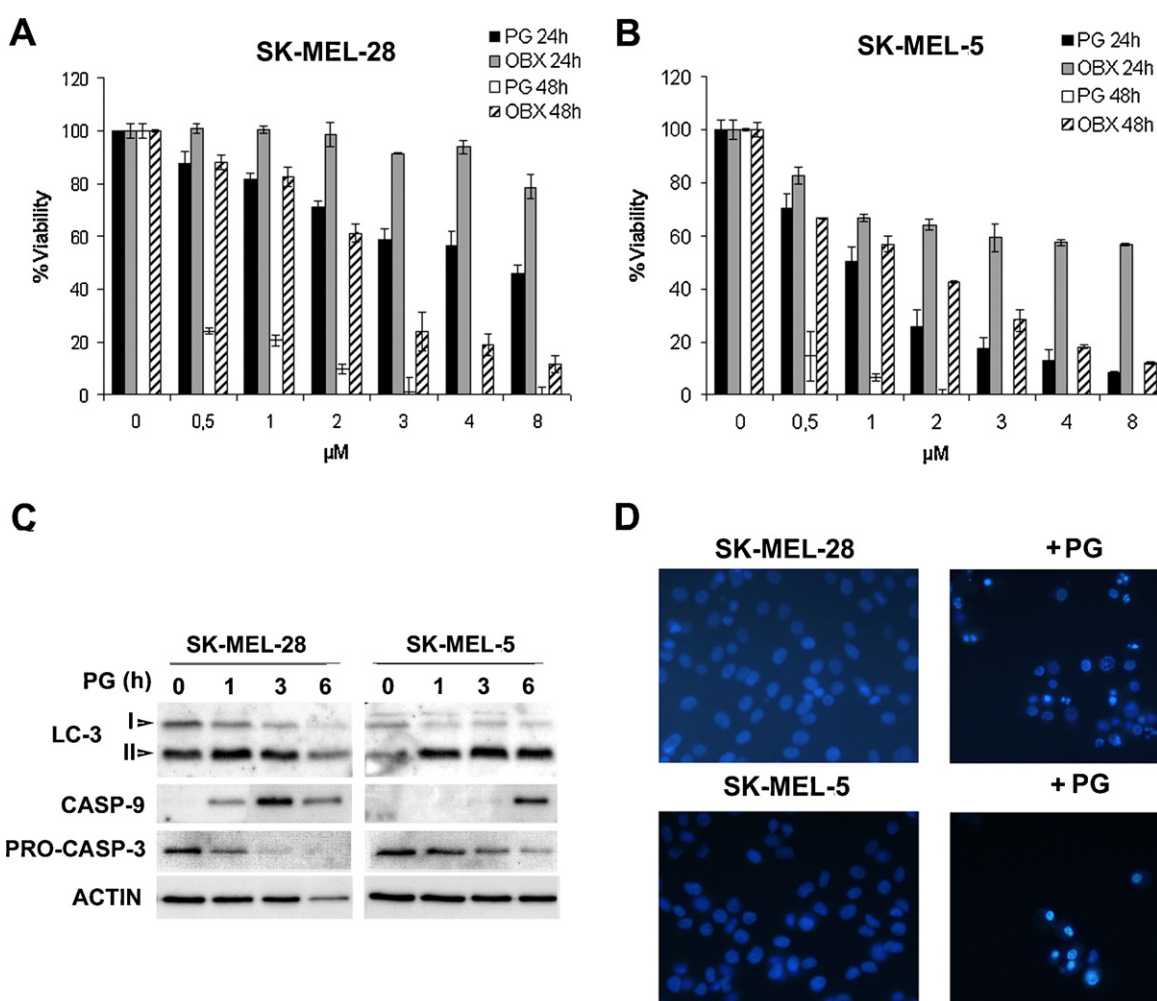 A
SK-MEL-28
PG 24h
OBX 24h
PG 48h
OBX 48h
120
100
80
60
40
20
0
%Viability
0 0,5 1 2 3 4 8
µM
B
SK-MEL-5
PG 24h
OBX 24h
PG 48h
OBX 48h
120
100
80
60
40
20
0
%Viability
0 0,5 1 2 3 4 8
µM
C
SK-MEL-28 SK-MEL-5
PG (h) 0 1 3 6 0 1 3 6
LC-3 I
II
CASP-9
PRO-CASP-3
ACTIN
D
SK-MEL-28 +PG
SK-MEL-5 +PG